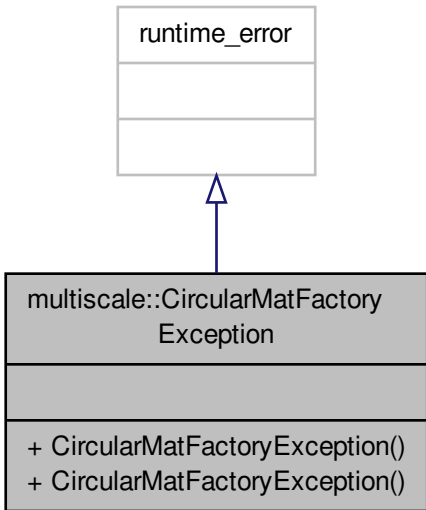 runtime_error
multiscale::CircularMatFactory
Exception
+ CircularMatFactoryException()
+ CircularMatFactoryException()